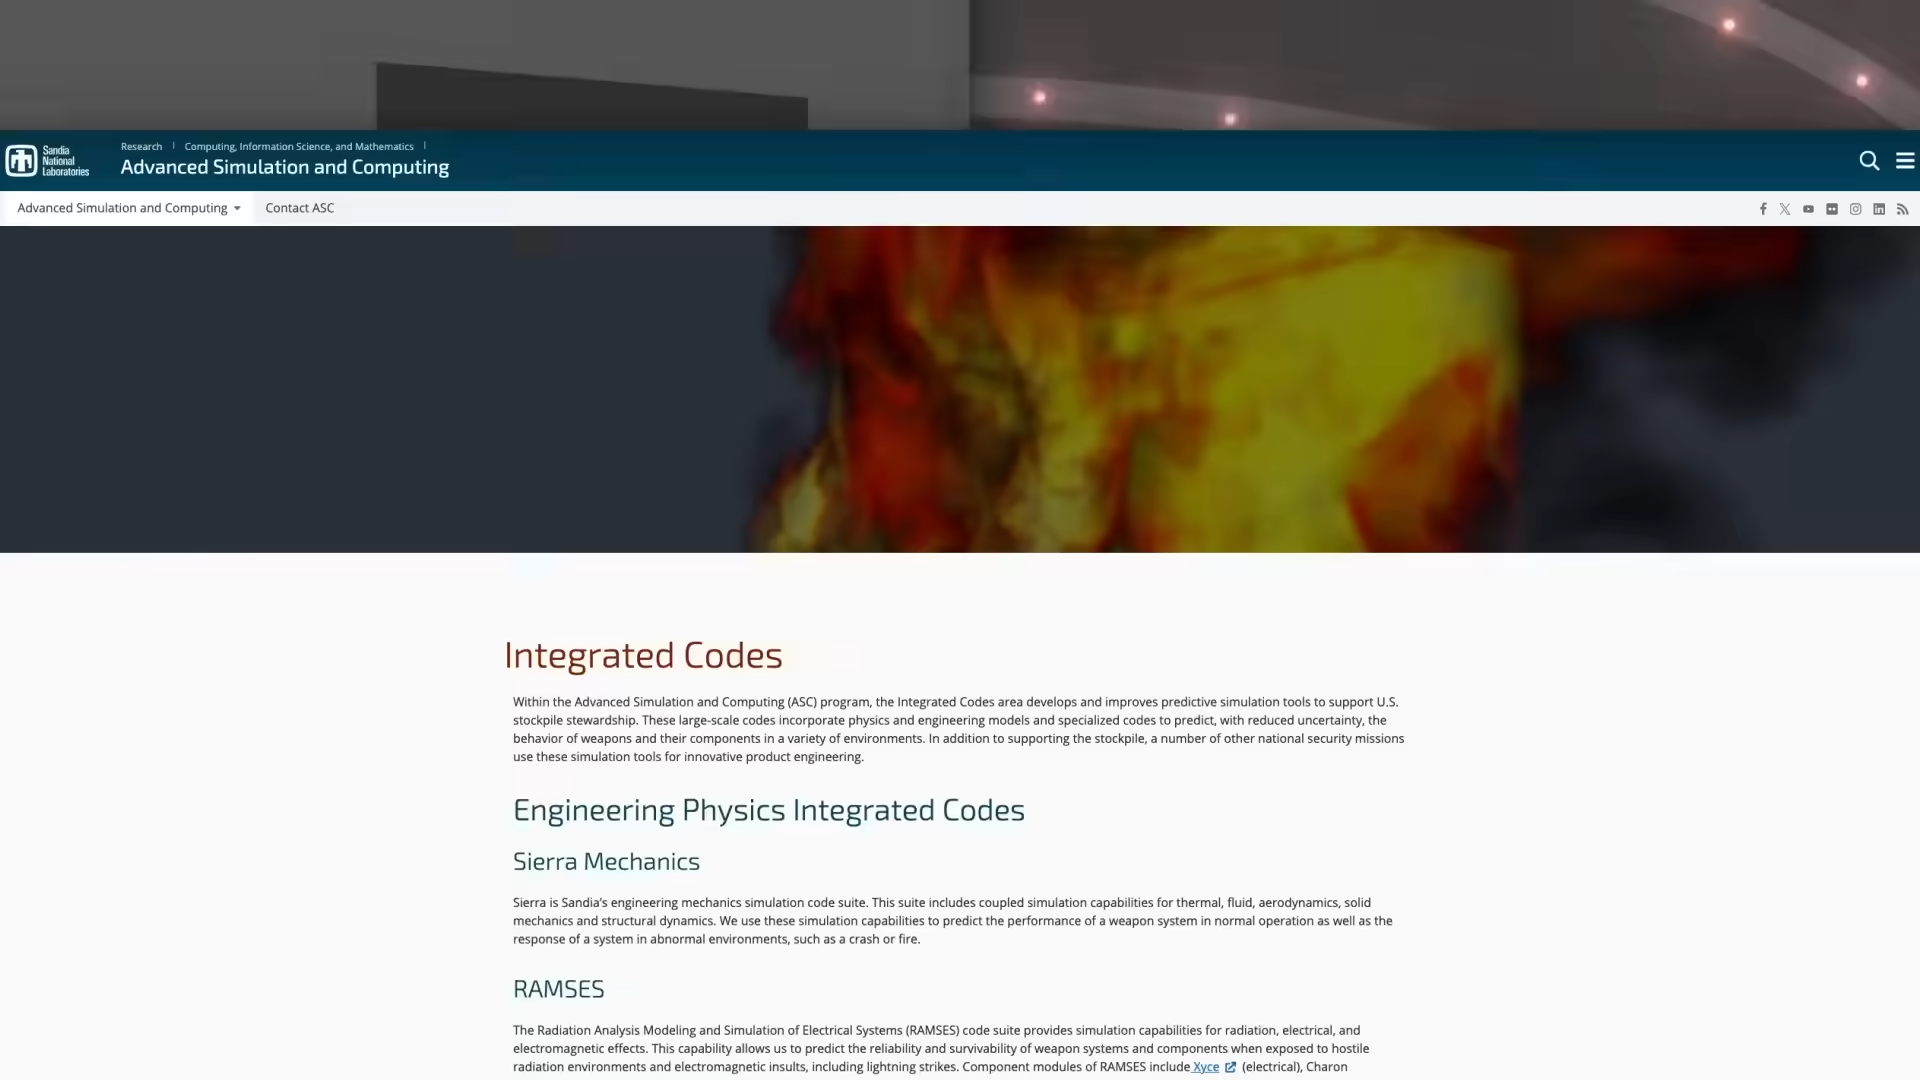 Sandia
National
Laboratories
Research | Computing, Information Science, and Mathematics |
Advanced Simulation and Computing
Advanced Simulation and Computing
Contact ASC
Integrated Codes
Within the Advanced Simulation and Computing (ASC) program, the Integrated Codes area develops and improves predictive simulation tools to support U.S.
stockpile stewardship. These large-scale codes incorporate physics and engineering models and specialized codes to predict, with reduced uncertainty, the
behavior of weapons and their components in a variety of environments. In addition to supporting the stockpile, a number of other national security missions
use these simulation tools for innovative product engineering.
Engineering Physics Integrated Codes
Sierra Mechanics
Sierra is Sandia’s engineering mechanics simulation code suite. This suite includes coupled simulation capabilities for thermal, fluid, aerodynamics, solid
mechanics and structural dynamics. We use these simulation capabilities to predict the performance of a weapon system in normal operation as well as the
response of a system in abnormal environments, such as a crash or fire.
RAMSES
The Radiation Analysis Modeling and Simulation of Electrical Systems (RAMSES) code suite provides simulation capabilities for radiation, electrical, and
electromagnetic effects. This capability allows us to predict the reliability and survivability of weapon systems and components when exposed to hostile
radiation environments and electromagnetic insults, including lightning strikes. Component modules of RAMSES include Xyce (electrical), Charon